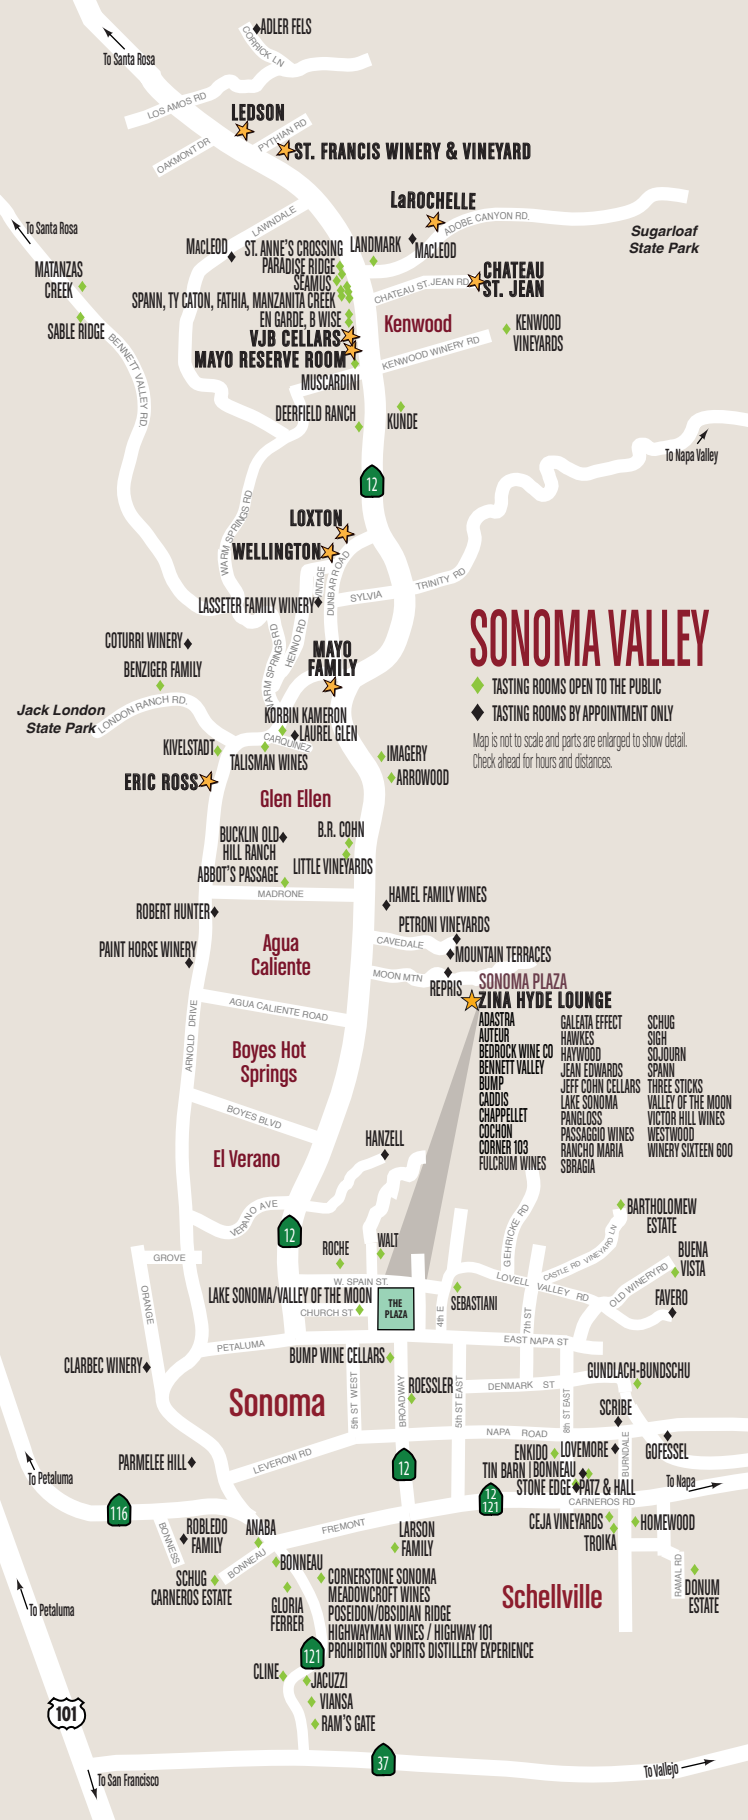 ADLER FELS
CORRICK LN
To Santa Rosa
LOS AMOS RD
LEDSON
PYTHIAN RD
OAKMONT DR
ST. FRANCIS WINERY & VINEYARD
LaROCHELLE
ADOBE CANYON RD.
LAWNDALE
To Santa Rosa
Sugarloaf
State Park
MacLEOD
ST. ANNE'S CROSSING
LANDMARK
MACLEOD
PARADISE RIDGE
MATANZAS
CREEK
SEAMUS
CHATEAU
ST. JEAN
CHATEAU ST. JEAN RD
SPANN, TY CATON, FATHIA, MANZANITA CREEK
EN GARDE, B WISE
Kenwood
KENWOOD
VINEYARDS
SABLE RIDGE
VJB CELLARS
KENWOOD WINERY RD
MAYO RESERVE ROOM
BENNETT VALLEY RD.
MUSCARDINI
DEERFIELD RANCH
KUNDE
To Napa Valley
12
WARM SPRINGS RD
LOXTON
WELLINGTON
VINTAGE
DUNBAR ROAD
SYLVIA
TRINITY RD
LASSETER FAMILY WINERY
SONOMA VALLEY
TASTING ROOMS OPEN TO THE PUBLIC
TASTING ROOMS BY APPOINTMENT ONLY
Map is not to scale and parts are enlarged to show detail.
Check ahead for hours and distances.
HENNO RD
WARM SPRINGS RD
COTURRI WINERY
MAYO
FAMILY
BENZIGER FAMILY
Jack London
State Park
LONDON RANCH RD.
KORBIN KAMERON
LAUREL GLEN
CARQUINEZ
KIVELSTADT
TALISMAN WINES
IMAGERY
ARROWOOD
ERIC ROSS
Glen Ellen
BUCKLIN OLD
HILL RANCH
B.R. COHN
LITTLE VINEYARDS
ABBOT'S PASSAGE
MADRONE
HAMEL FAMILY WINES
ROBERT HUNTER
PETRONI VINEYARDS
CAVEDALE
PAINT HORSE WINERY
Agua
Caliente
MOUNTAIN TERRACES
MOON MTN
REPRIS
SONOMA PLAZA
ZINA HYDE LOUNGE
ADASTRA
AUTEUR
BEDROCK WINE CO
BENNETT VALLEY
BUMP
CADDIS
CHAPPELLET
COCHON
CORNER 103
FULCRUM WINES
GALEATA EFFECT
HAWKES
HAYWOOD
JEAN EDWARDS
JEFF COHN CELLARS
LAKE SONOMA
PANGLOSS
PASSAGGIO WINES
RANCHO MARIA
SBRAGIA
SCHUG
SIGH
SOJOURN
SPANN
THREE STICKS
VALLEY OF THE MOON
VICTOR HILL WINES
WESTWOOD
WINERY SIXTEEN 600
AGUA CALIENTE ROAD
ARNOLD DRIVE
Boyes Hot
Springs
BOYES BLVD
El Verano
HANZELL
VERANO AVE
12
GEHRICKE RD
BARTHOLOMEW
ESTATE
CASTLE RD
VINEYARD LN
WALT
ROCHE
GROVE
BUENA
VISTA
OLD WINERY RD
LOVELL VALLEY RD
FAVERO
W. SPAIN ST.
ORANGE
LAKE SONOMA/VALLEY OF THE MOON
CHURCH ST
THE
PLAZA
4th E
SEBASTIANI
7th ST
EAST NAPA ST
PETALUMA
BUMP WINE CELLARS
CLARBEC WINERY
GUNDLACH-BUNDSCHU
5th ST WEST
BROADWAY
ROESSLER
5th ST EAST
DENMARK ST
8th ST EAST
Sonoma
SCRIBE
NAPA ROAD
BURNDALE
GOFESSEL
LEVERONI RD
PARMELEE HILL
12
ENKIDO
LOVEMORE
TIN BARN
BONNEAU
STONE EDGE
PATZ & HALL
To Petaluma
To Napa
12
121
CARNEROS RD
116
CEJA VINEYARDS
TROIKA
HOMEWOOD
FREMONT
BONNESS
ROBLEDO
FAMILY
ANABA
LARSON
FAMILY
BONNEAU
BONNEAU
SCHUG
CARNEROS ESTATE
CORNERSTONE SONOMA
MEADOWCROFT WINES
POSEIDON/OBSIDIAN RIDGE
HIGHWAYMAN WINES / HIGHWAY 101
PROHIBITION SPIRITS DISTILLERY EXPERIENCE
GLORIA
FERRER
Schellville
RAMAL RD
DONUM
ESTATE
To Petaluma
121
CLINE
JACUZZI
VIANSA
RAM'S GATE
101
37
To San Francisco
To Vallejo